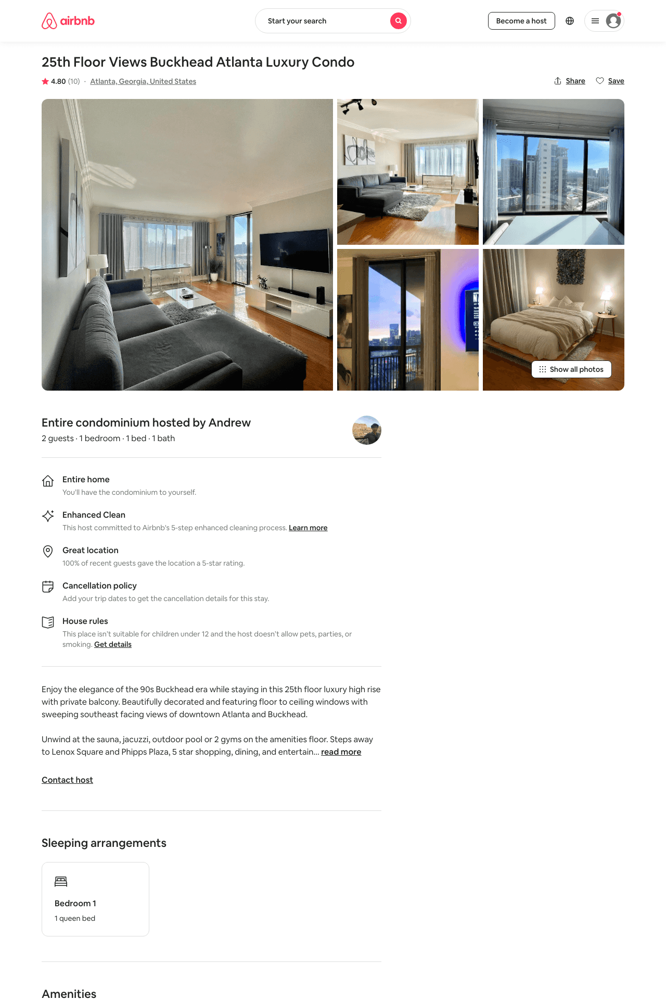 airbnb
Start your search
Become a host
25th Floor Views Buckhead Atlanta Luxury Condo
4.80 (10) · Atlanta, Georgia, United States
Share
Save
Show all photos
Entire condominium hosted by Andrew
2 guests · 1 bedroom · 1 bed · 1 bath
Entire home
You’ll have the condominium to yourself.
Enhanced Clean
This host committed to Airbnb's 5-step enhanced cleaning process. Learn more
Great location
100% of recent guests gave the location a 5-star rating.
Cancellation policy
Add your trip dates to get the cancellation details for this stay.
House rules
This place isn’t suitable for children under 12 and the host doesn’t allow pets, parties, or
smoking. Get details
Enjoy the elegance of the 90s Buckhead era while staying in this 25th floor luxury high rise
with private balcony. Beautifully decorated and featuring floor to ceiling windows with
sweeping southeast facing views of downtown Atlanta and Buckhead.
Unwind at the sauna, jacuzzi, outdoor pool or 2 gyms on the amenities floor. Steps away
to Lenox Square and Phipps Plaza, 5 star shopping, dining, and entertain... read more
Contact host
Sleeping arrangements
Bedroom 1
1 queen bed
Amenities